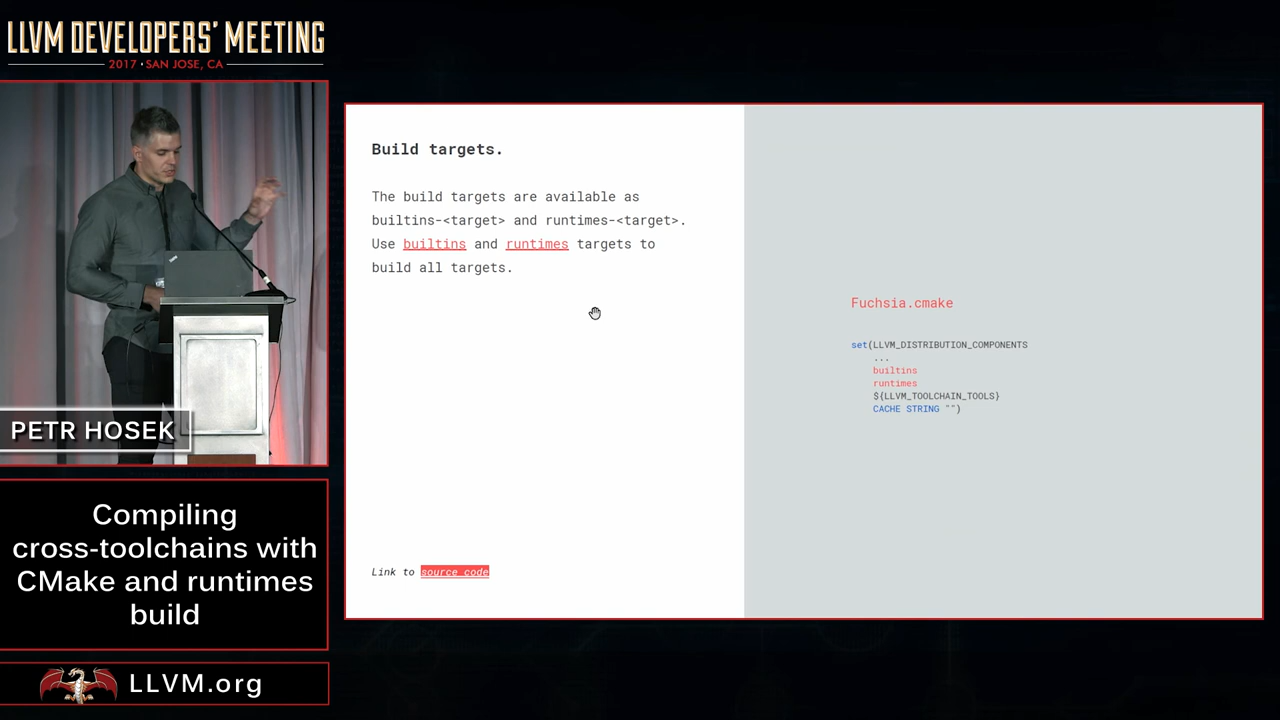 LLVM DEVELOPERS' MEETING
2017 · SAN JOSE, CA
PETR HOSEK
Compiling
cross-toolchains with
CMake and runtimes
build
LLVM.org
Build targets.
The build targets are available as
builtins-<target> and runtimes-<target>.
Use builtins and runtimes targets to
build all targets.
Link to source code
Fuchsia.cmake
set(LLVM_DISTRIBUTION_COMPONENTS
...
builtins
runtimes
${LLVM_TOOLCHAIN_TOOLS}
CACHE STRING "")